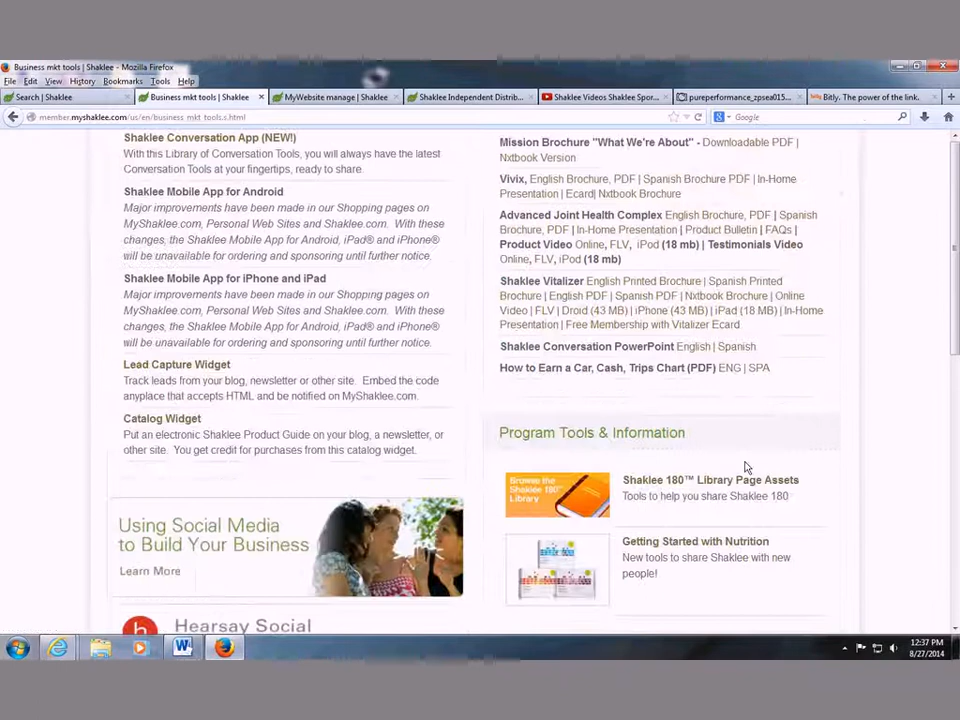 Business mkt tools | Shaklee - Mozilla Firefox
File Edit View History Bookmarks Tools Help
Search | Shaklee
Business mkt tools | Shaklee
MyWebsite manage | Shaklee
Shaklee Independent Distrib...
Shaklee Videos Shaklee Spor...
pureperformance_zpsea015...
Bitly. The power of the link.
member.myshaklee.com/us/en/business_mkt_tools.s.html
Google
Shaklee Conversation App (NEW!)
With this Library of Conversation Tools, you will always have the latest
Conversation Tools at your fingertips, ready to share.
Shaklee Mobile App for Android
Major improvements have been made in our Shopping pages on
MyShaklee.com, Personal Web Sites and Shaklee.com. With these
changes, the Shaklee Mobile App for Android, iPad® and iPhone®
will be unavailable for ordering and sponsoring until further notice.
Shaklee Mobile App for iPhone and iPad
Major improvements have been made in our Shopping pages on
MyShaklee.com, Personal Web Sites and Shaklee.com. With these
changes, the Shaklee Mobile App for Android, iPad® and iPhone®
will be unavailable for ordering and sponsoring until further notice.
Lead Capture Widget
Track leads from your blog, newsletter or other site. Embed the code
anyplace that accepts HTML and be notified on MyShaklee.com.
Catalog Widget
Put an electronic Shaklee Product Guide on your blog, a newsletter, or
other site. You get credit for purchases from this catalog widget.
Using Social Media
to Build Your Business
Learn More
h
Hearsay Social
Mission Brochure "What We're About" - Downloadable PDF |
Nxtbook Version
Vivix, English Brochure, PDF | Spanish Brochure PDF | In-Home
Presentation | Ecard| Nxtbook Brochure
Advanced Joint Health Complex English Brochure, PDF | Spanish
Brochure, PDF | In-Home Presentation | Product Bulletin | FAQs |
Product Video Online, FLV, iPod (18 mb) | Testimonials Video
Online, FLV, iPod (18 mb)
Shaklee Vitalizer English Printed Brochure | Spanish Printed
Brochure | English PDF | Spanish PDF | Nxtbook Brochure | Online
Video | FLV | Droid (43 MB) | iPhone (43 MB) | iPad (18 MB) | In-Home
Presentation | Free Membership with Vitalizer Ecard
Shaklee Conversation PowerPoint English | Spanish
How to Earn a Car, Cash, Trips Chart (PDF) ENG | SPA
Program Tools & Information
Browse the
Shaklee 180™
Library
Shaklee 180™ Library Page Assets
Tools to help you share Shaklee 180
Getting Started with Nutrition
New tools to share Shaklee with new
people!
12:37 PM
8/27/2014